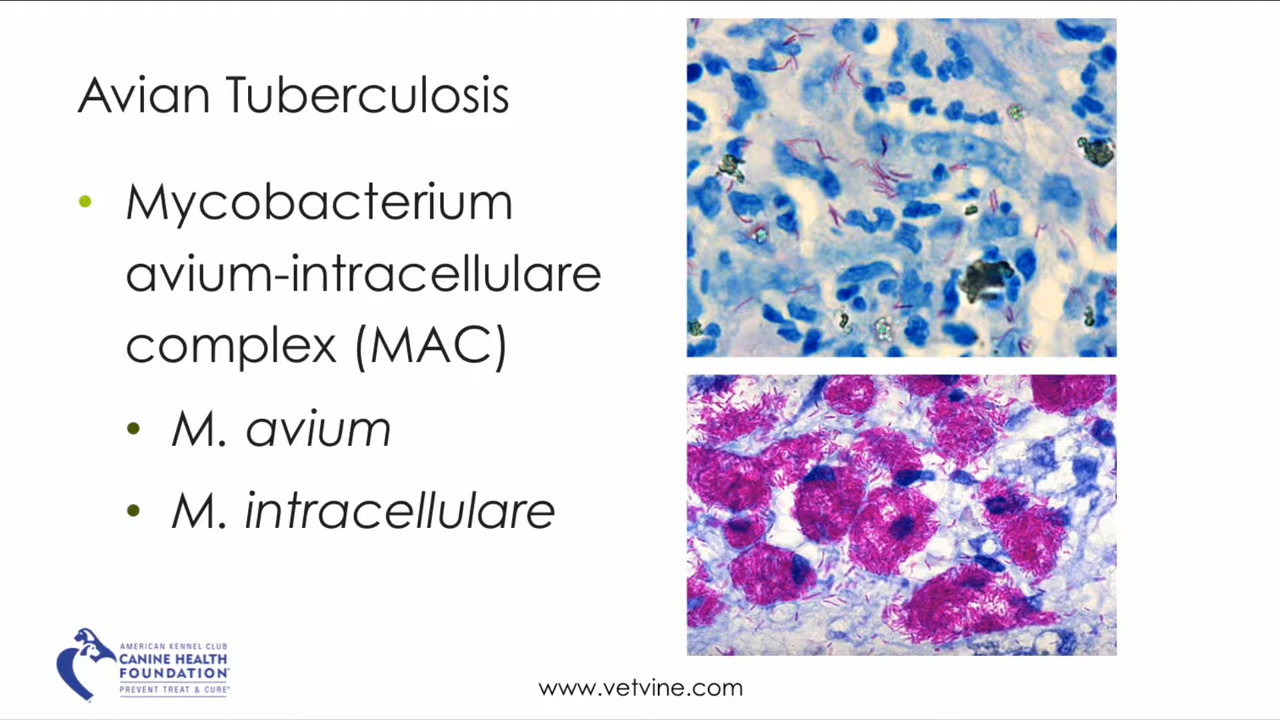 Avian Tuberculosis
• Mycobacterium
avium-intracellulare
complex (MAC)
• M. avium
• M. intracellulare
AMERICAN KENNEL CLUB
CANINE HEALTH
FOUNDATION®
PREVENT TREAT & CURE®
www.vetvine.com